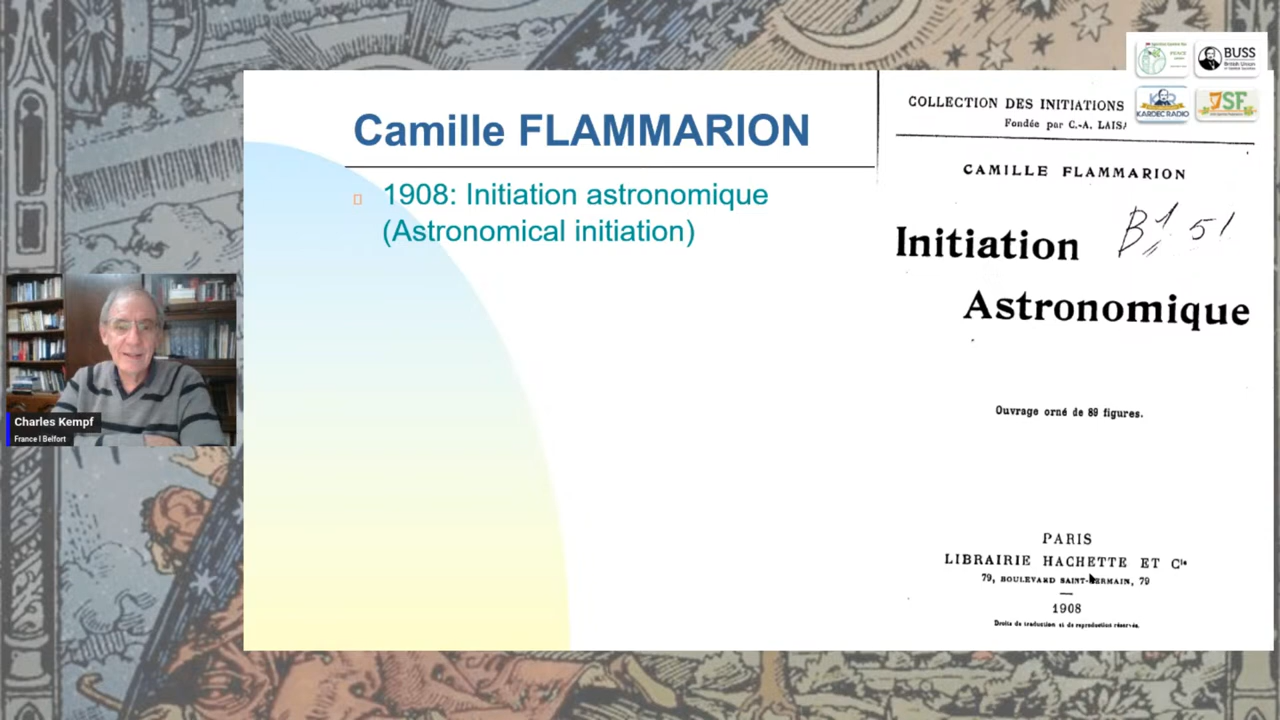 Camille FLAMMARION
1908: Initiation astronomique
(Astronomical initiation)
COLLECTION DES INITIATIONS
Fondée par C.-A. LAIS
CAMILLE FLAMMARION
Initiation
B 51
Astronomique
Ouvrage orné de 89 figures.
PARIS
LIBRAIRIE HACHETTE ET Cie
79, BOULEVARD SAINT-GERMAIN, 79
1908
Droits de traduction et de reproduction réservés.
BUSS
British Union
KARDEC RADIO
SF
Charles Kempf
France I Belfort